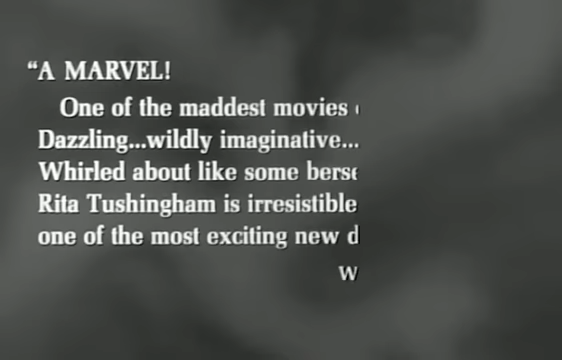 “A MARVEL!
One of the maddest movies
Dazzling...wildly imaginative...
Whirled about like some
Rita Tushingham is irresistible
one of the most exciting new